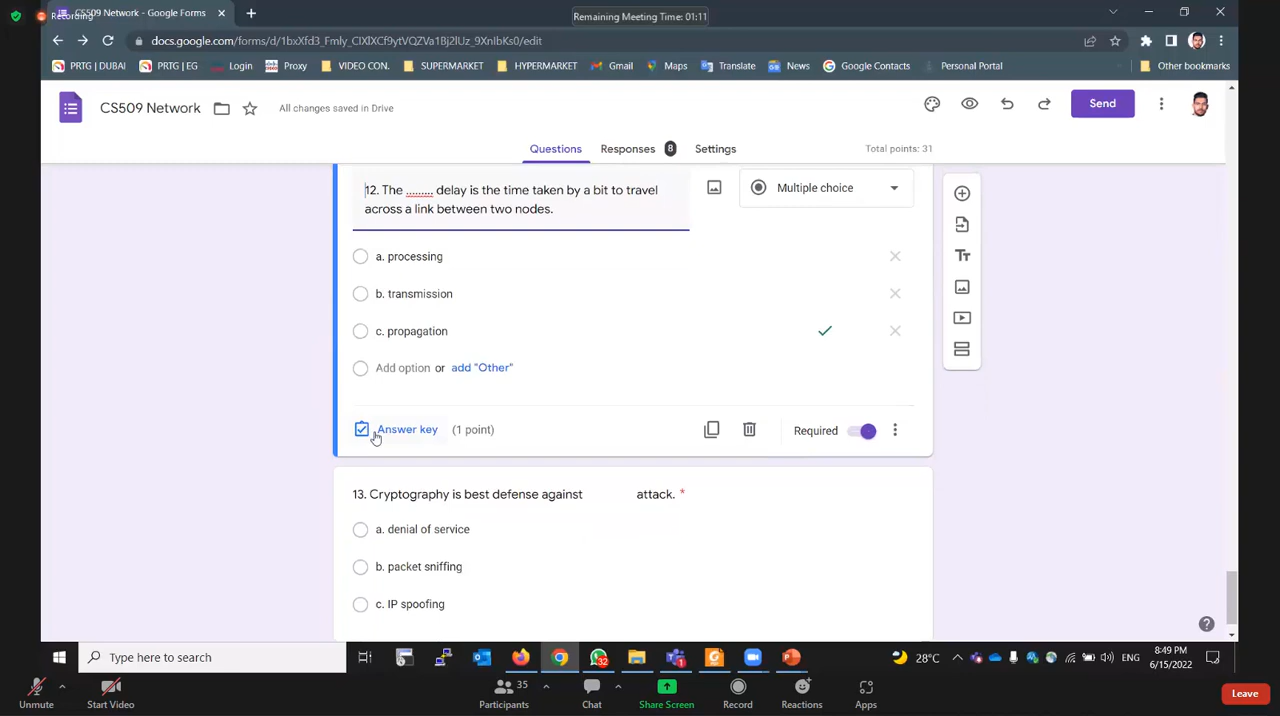 Recording
CS509 Network - Google Forms
Remaining Meeting Time: 01:11
docs.google.com/forms/d/1bxXfd3_Fmly_CIXlXCf9ytVQZVa1Bj2lUz_9XnIbKs0/edit
PRTG | DUBAI
PRTG | EG
Login
Proxy
VIDEO CON.
SUPERMARKET
HYPERMARKET
Gmail
Maps
Translate
News
Google Contacts
Personal Portal
Other bookmarks
CS509 Network
All changes saved in Drive
Send
Questions
Responses 8
Settings
Total points: 31
12. The ......... delay is the time taken by a bit to travel
across a link between two nodes.
Multiple choice
a. processing
b. transmission
c. propagation
Add option or add "Other"
Answer key (1 point)
Required
13. Cryptography is best defense against attack. *
a. denial of service
b. packet sniffing
c. IP spoofing
Type here to search
32
1
28°C
ENG
8:49 PM
6/15/2022
Unmute
Start Video
35
Participants
Chat
Share Screen
Record
Reactions
Apps
Leave